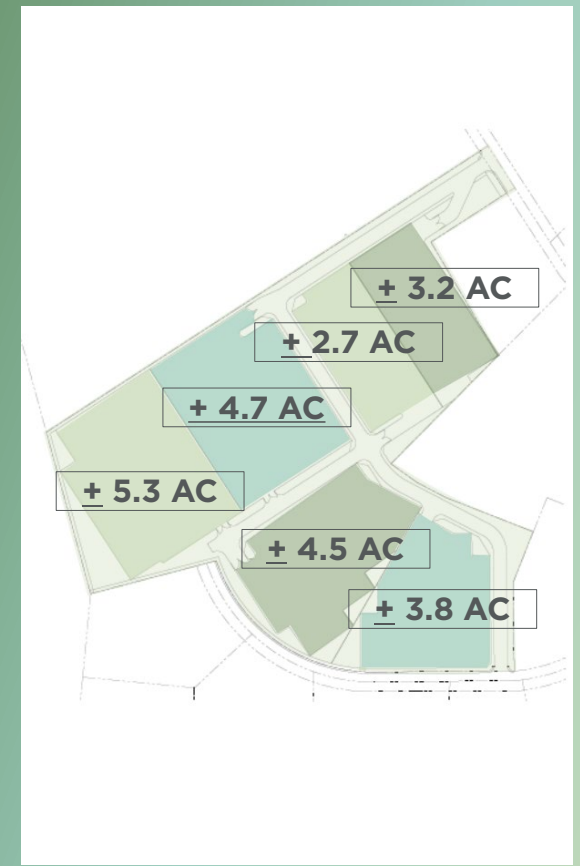 + 3.2 AC
+ 2.7 AC
+ 4.7 AC
+ 5.3 AC
+ 4.5 AC
+ 3.8 AC